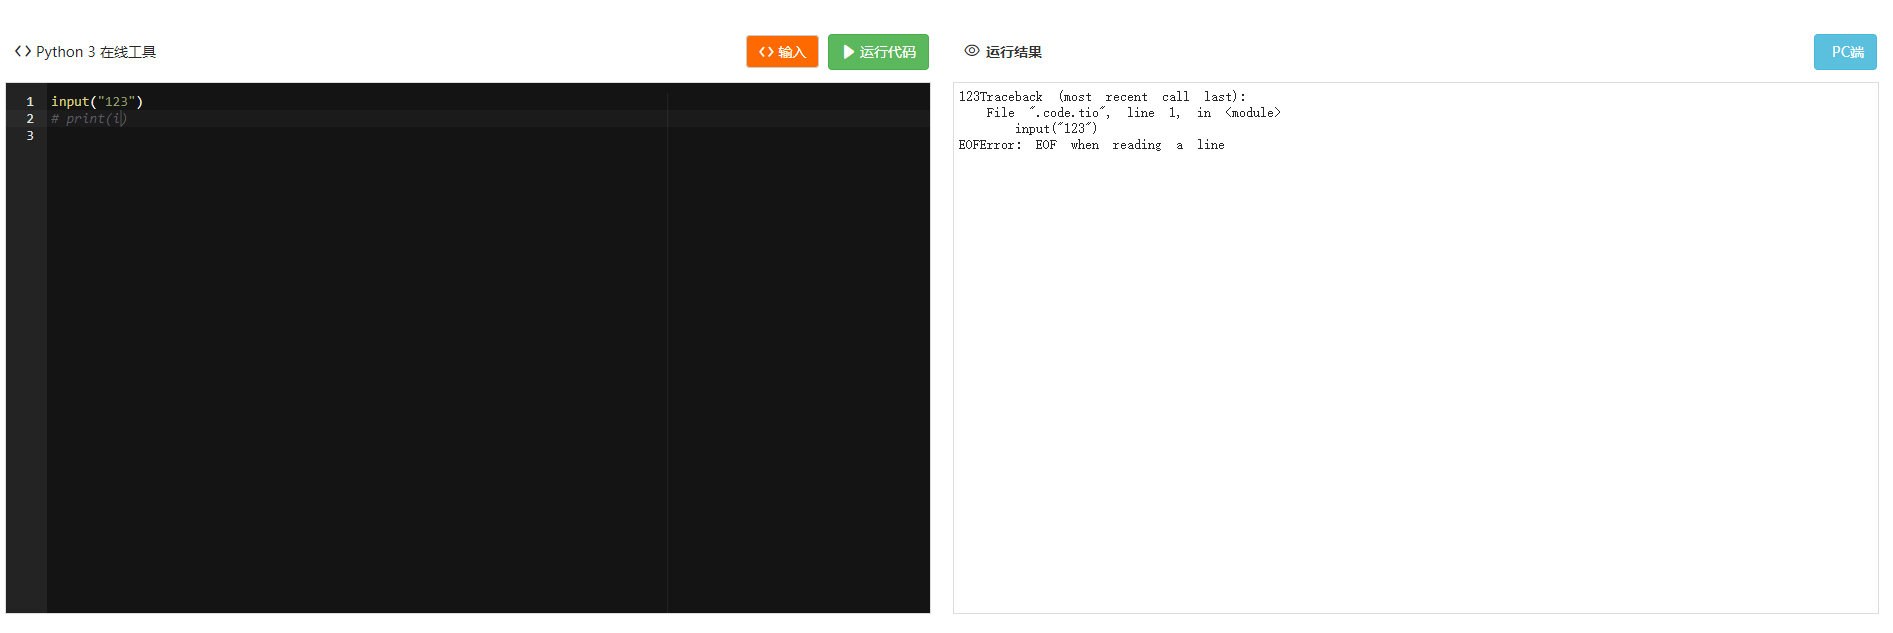 <> Python 3 在线工具
<> 输入
运行代码
运行结果
PC端
1 input("123")
2 # print(i)
3
123Traceback (most recent call last):
File ".code.tio", line 1, in <module>
input("123")
EOFError: EOF when reading a line